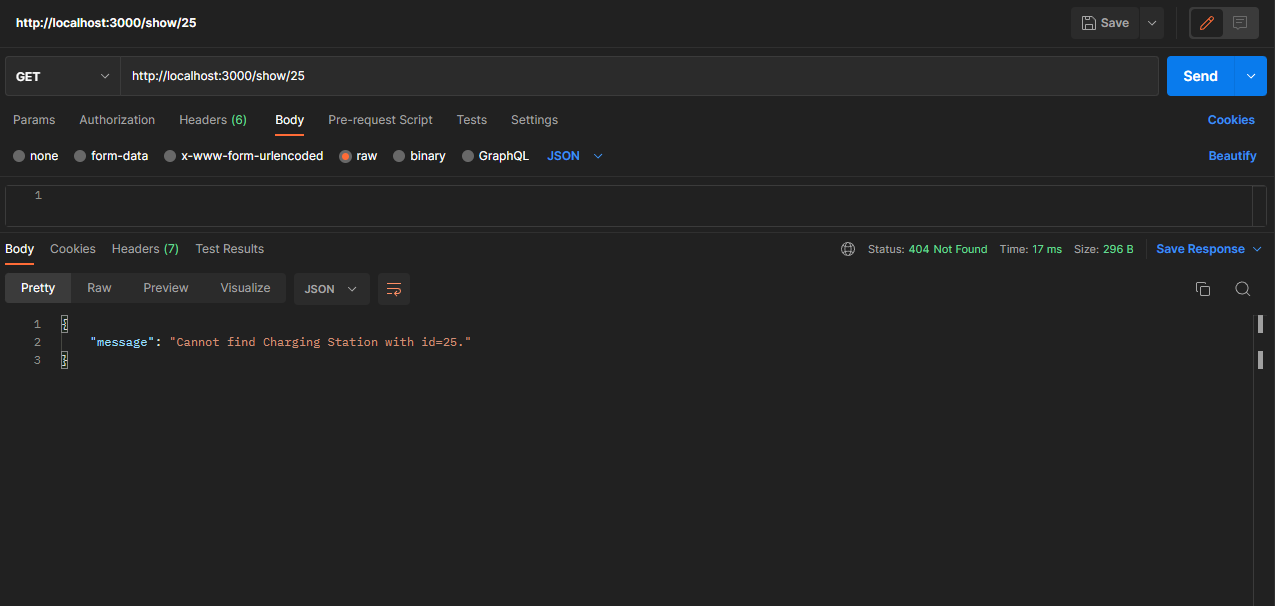 http://localhost:3000/show/25 Save
GET http://localhost:3000/show/25 Send
Params Authorization Headers (6) Body Pre-request Script Tests Settings Cookies
none form-data x-www-form-urlencoded raw binary GraphQL JSON Beautify
1
Body Cookies Headers (7) Test Results Status: 404 Not Found Time: 17 ms Size: 296 B Save Response
Pretty Raw Preview Visualize JSON
1 {
2 "message": "Cannot find Charging Station with id=25."
3 }